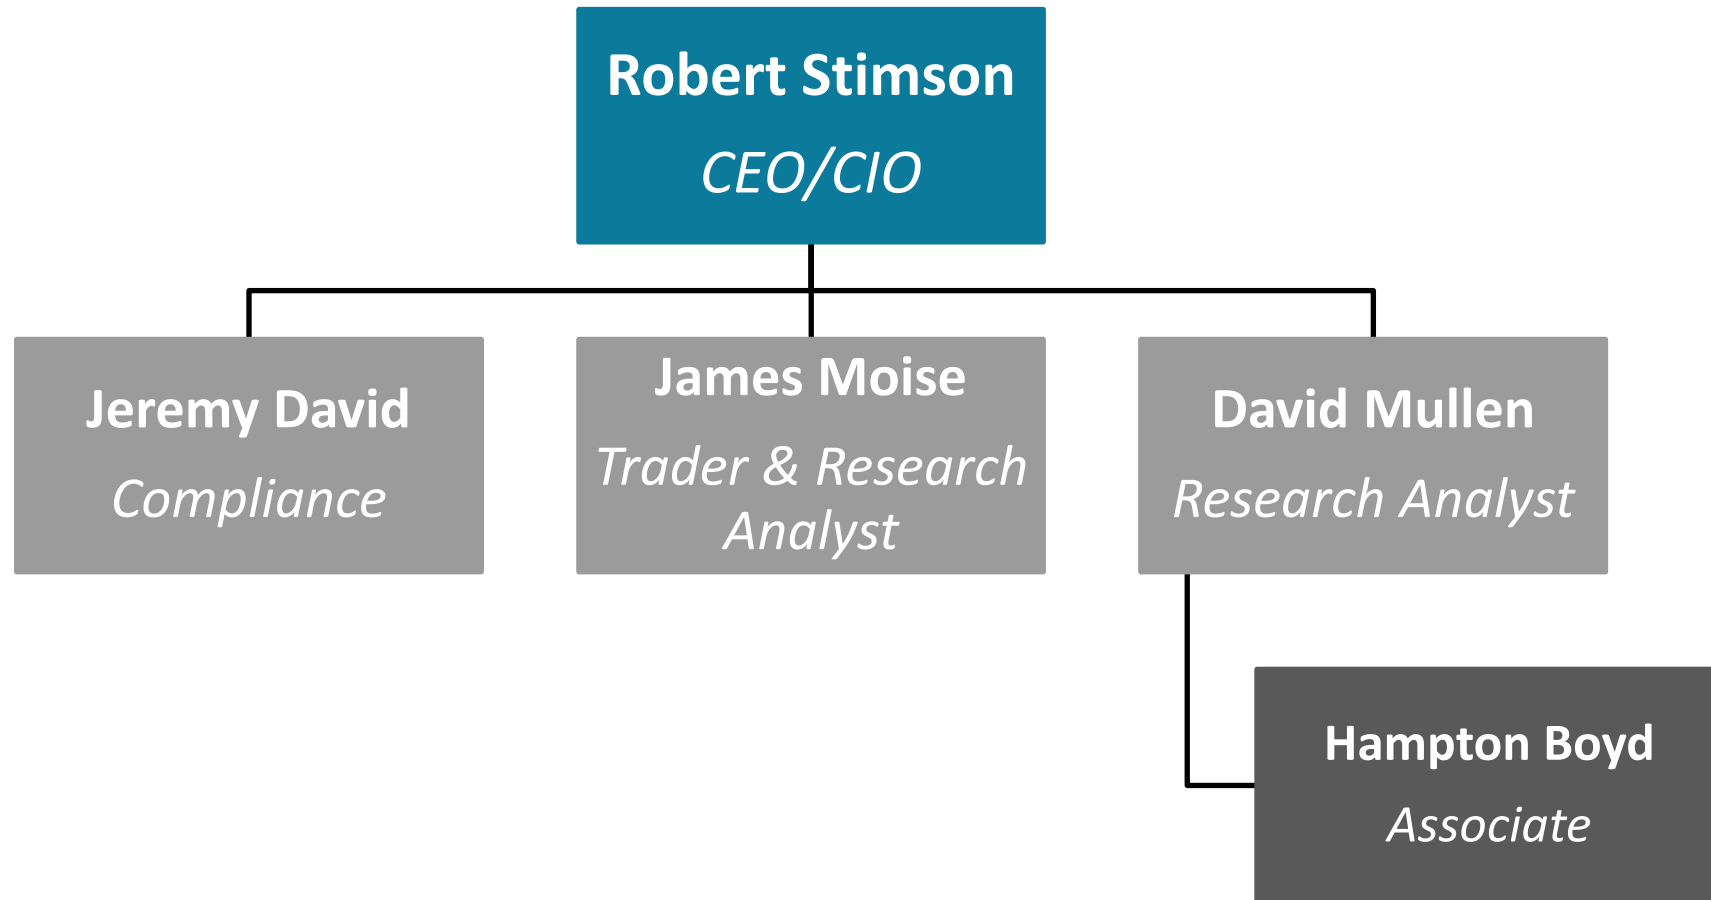 Robert Stimson
CEO/CIO
Jeremy David
Compliance
James Moise
Trader & Research
Analyst
David Mullen
Research Analyst
Hampton Boyd
Associate